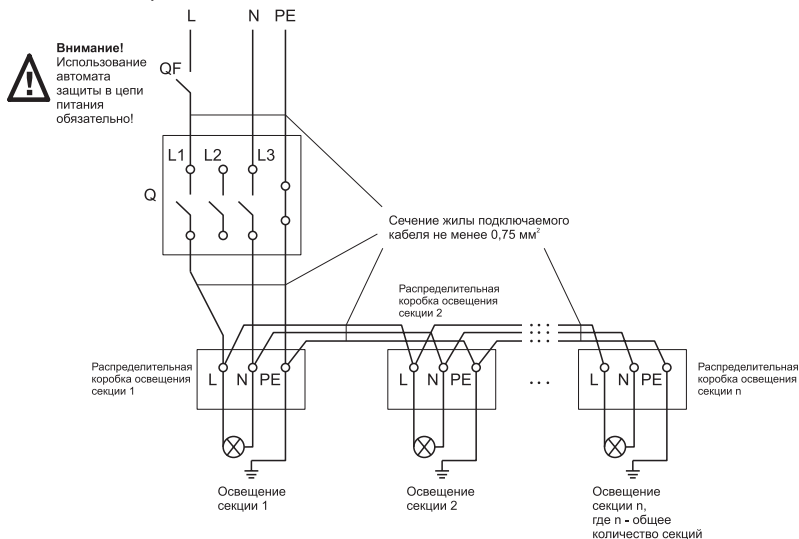 L N PE
Внимание!
Использование
автомата
защиты в цепи
питания
обязательно!
QF
L1 L2 L3
Q
Сечение жилы подключаемого
кабеля не менее 0,75 мм²
Распределительная
коробка освещения
секции 2
Распределительная
коробка освещения
секции 1
L N PE
L N PE
...
L N PE
Распределительная
коробка освещения
секции n
Освещение
секции 1
Освещение
секции 2
Освещение
секции n,
где n - общее
количество секций